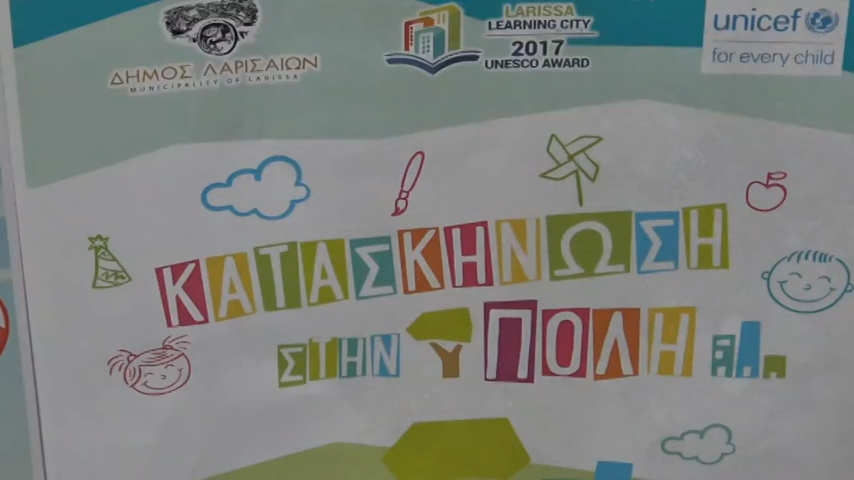 ΔΗΜΟΣ ΛΑΡΙΣΑΙΩΝ
MUNICIPALITY OF LARISSA
LARISSA
LEARNING CITY
2017
UNESCO AWARD
unicef
for every child
ΚΑΤΑΣΚΗΝΩΣΗ
ΣΤΗΝ ΠΟΛΗ